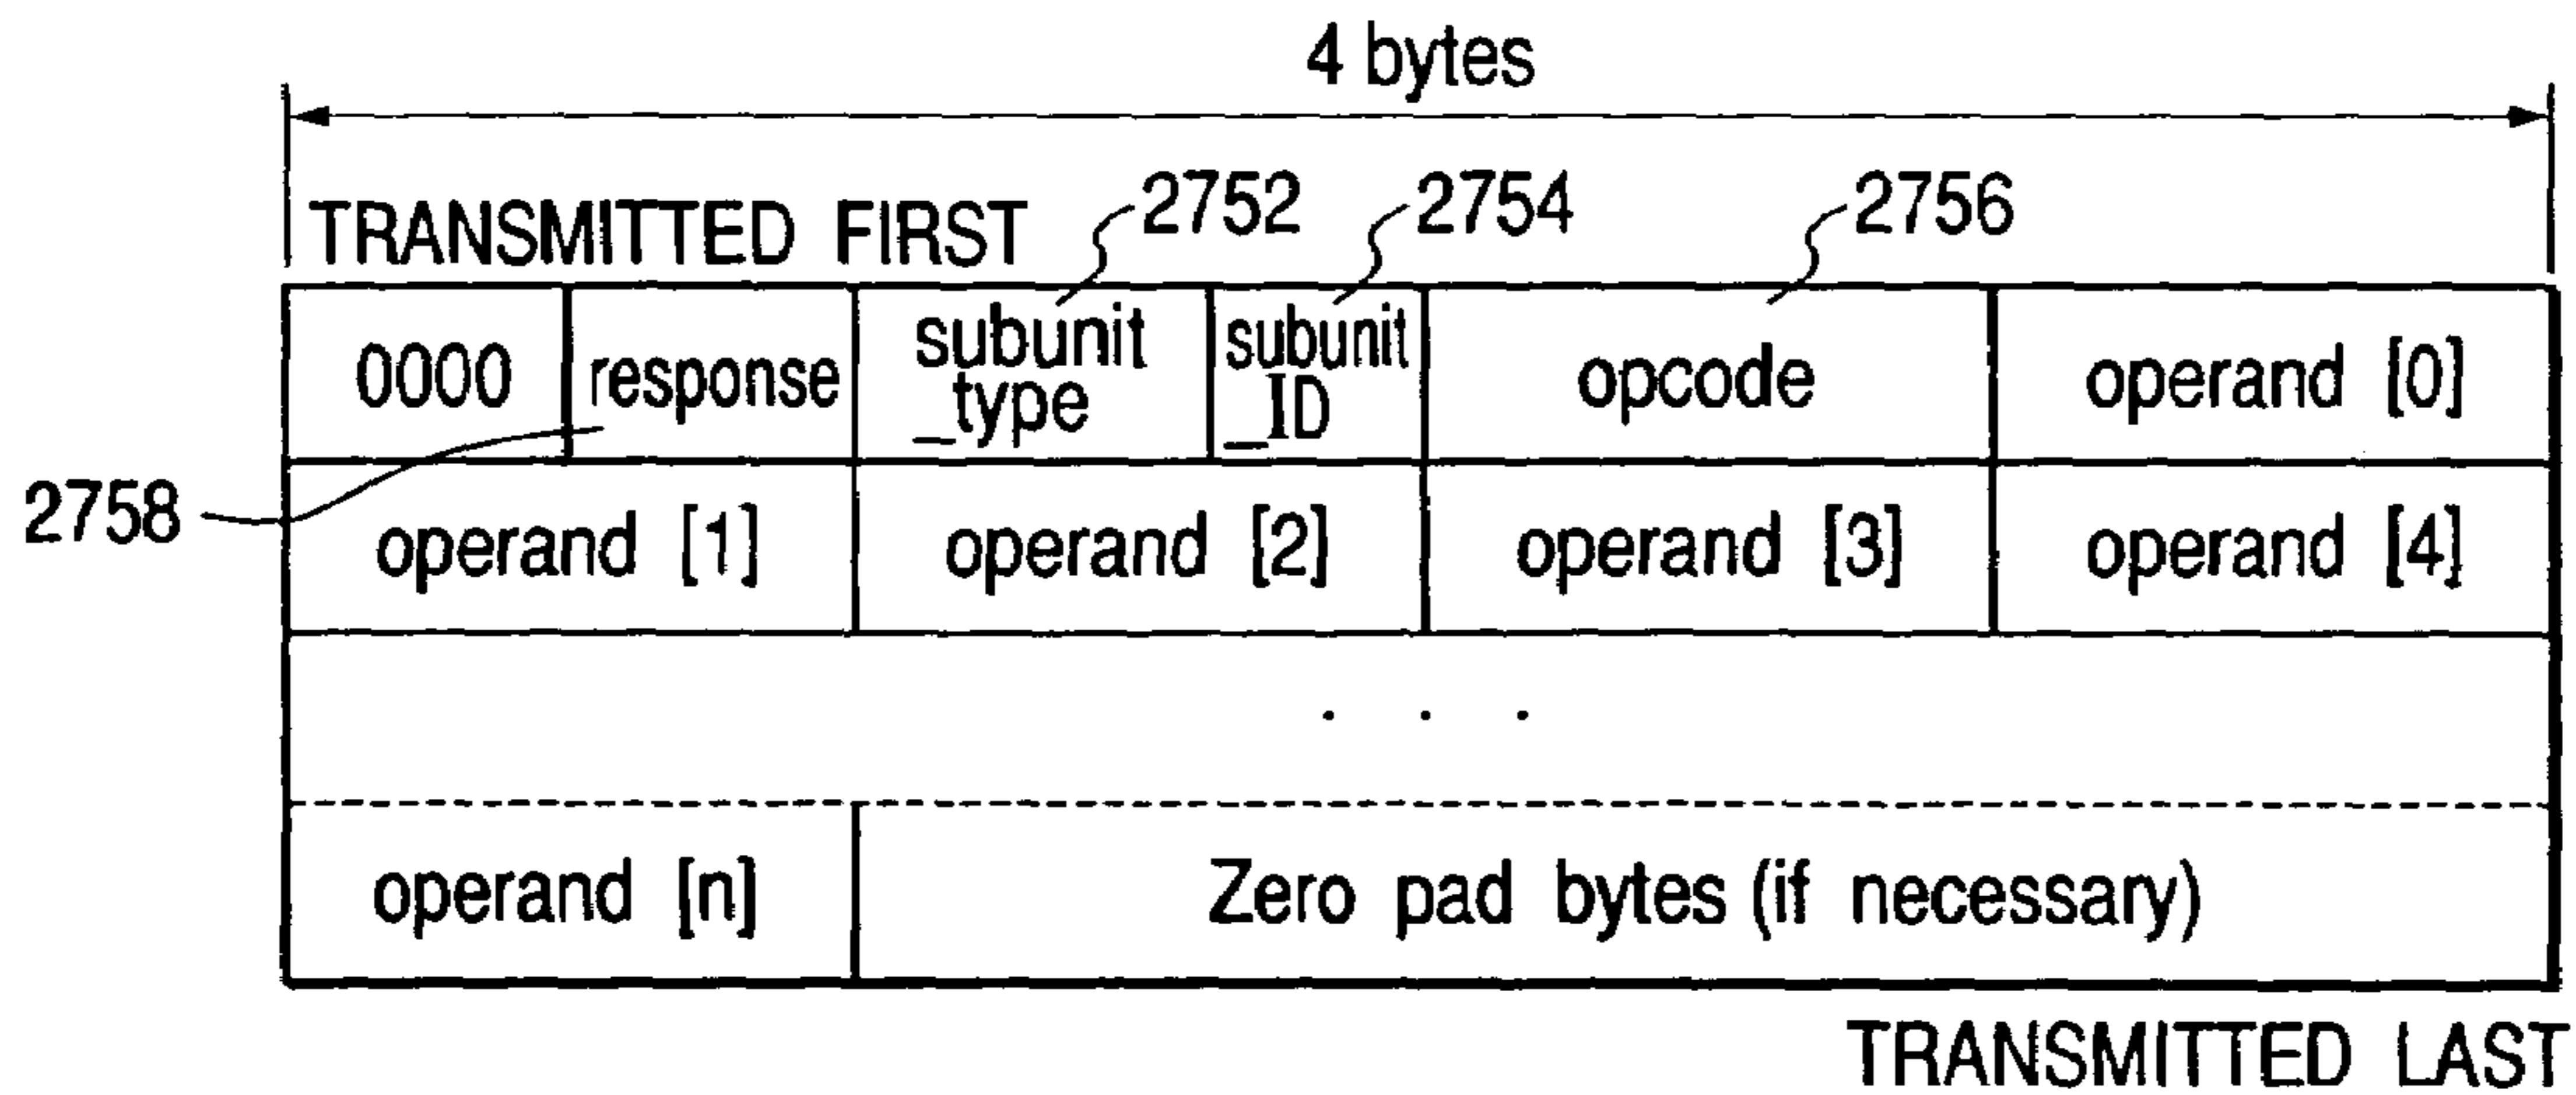 4 bytes
TRANSMITTED FIRST
2752
2754
2756
0000
response
subunit
_type
subunit
_ID
opcode
operand [0]
2758
operand [1]
operand [2]
operand [3]
operand [4]
. . .
operand [n]
Zero pad bytes (if necessary)
TRANSMITTED LAST